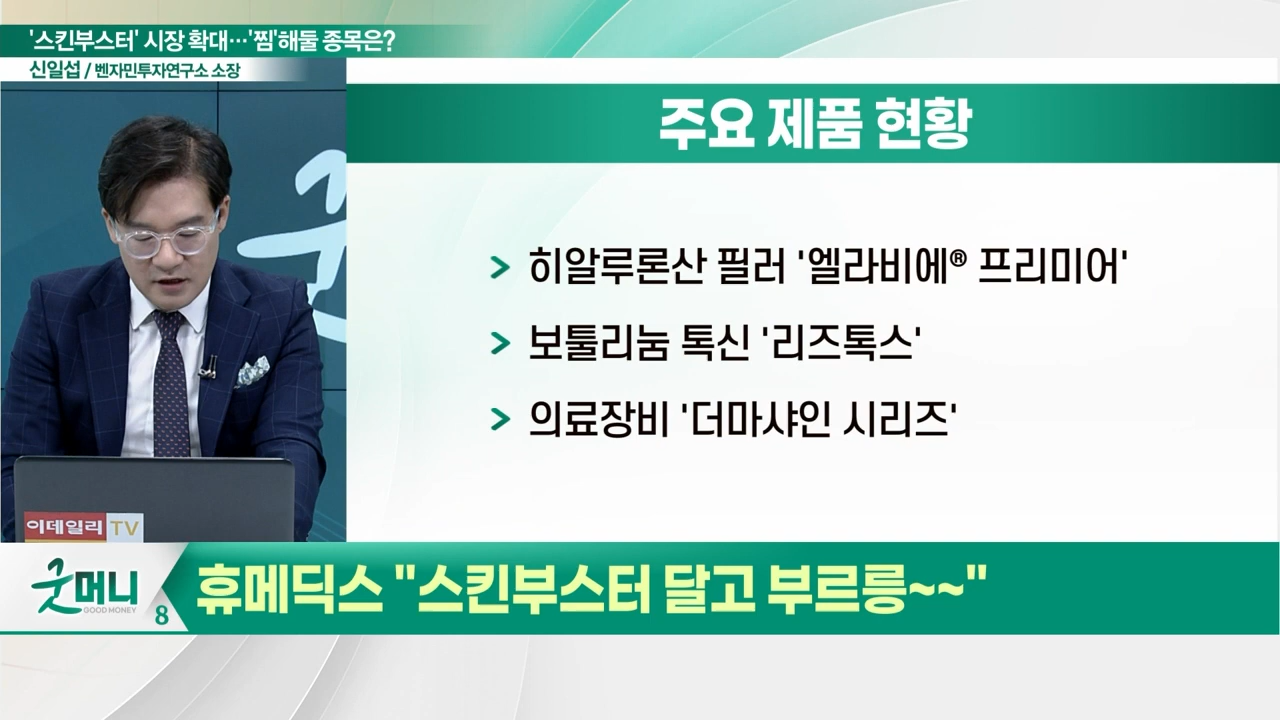 '스킨부스터' 시장 확대…'찜'해둘 종목은?
신일섭 / 벤자민투자연구소 소장
주요 제품 현황
> 히알루론산 필러 '엘라비에® 프리미어'
> 보툴리눔 톡신 '리즈톡스'
> 의료장비 '더마샤인 시리즈'
이데일리 TV
굿머니
GOOD MONEY
8
휴메딕스 "스킨부스터 달고 부르릉~~"